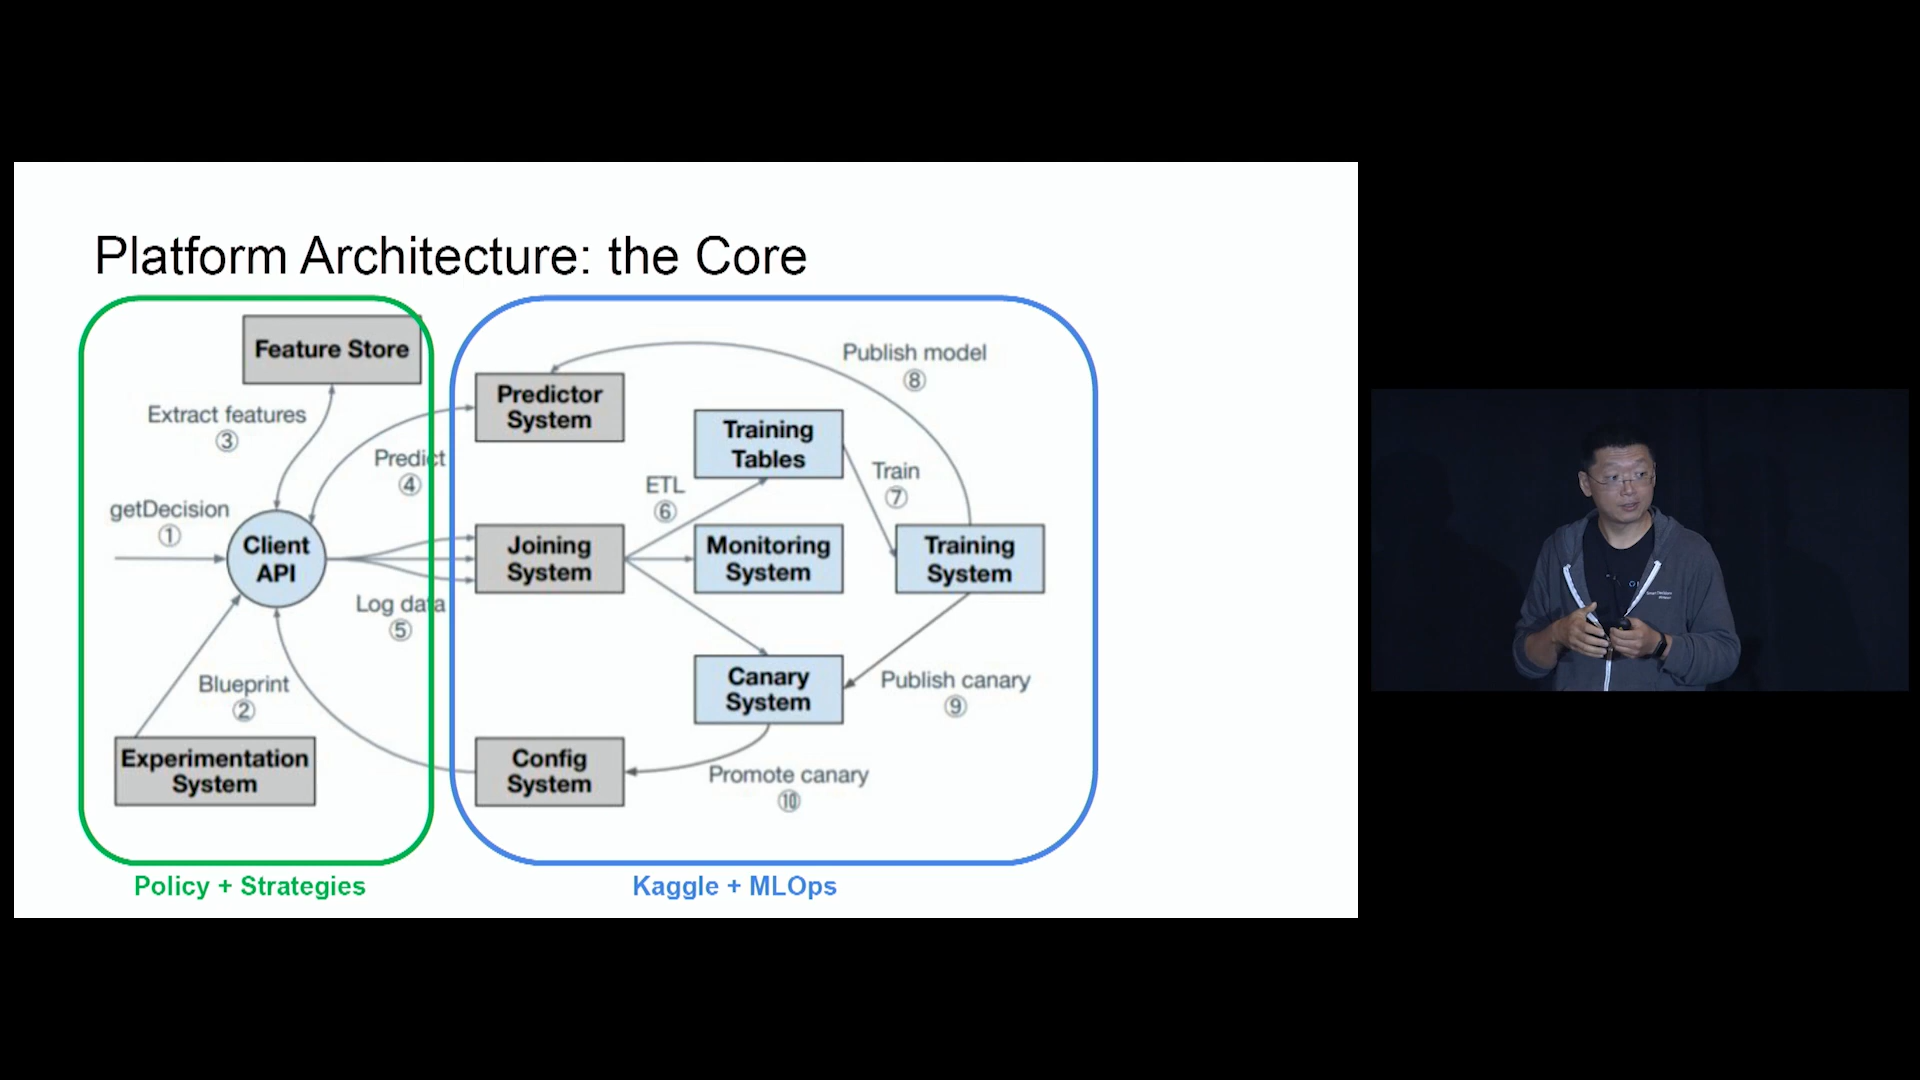 Platform Architecture: the Core
Feature Store
Extract features
③
getDecision
①
Client
API
Blueprint
②
Experimentation
System
Predict
④
Log data
⑤
Policy + Strategies
Predictor
System
Joining
System
Config
System
ETL
⑥
Training
Tables
Monitoring
System
Canary
System
Train
⑦
Training
System
Publish model
⑧
Publish canary
⑨
Promote canary
⑩
Kaggle + MLOps